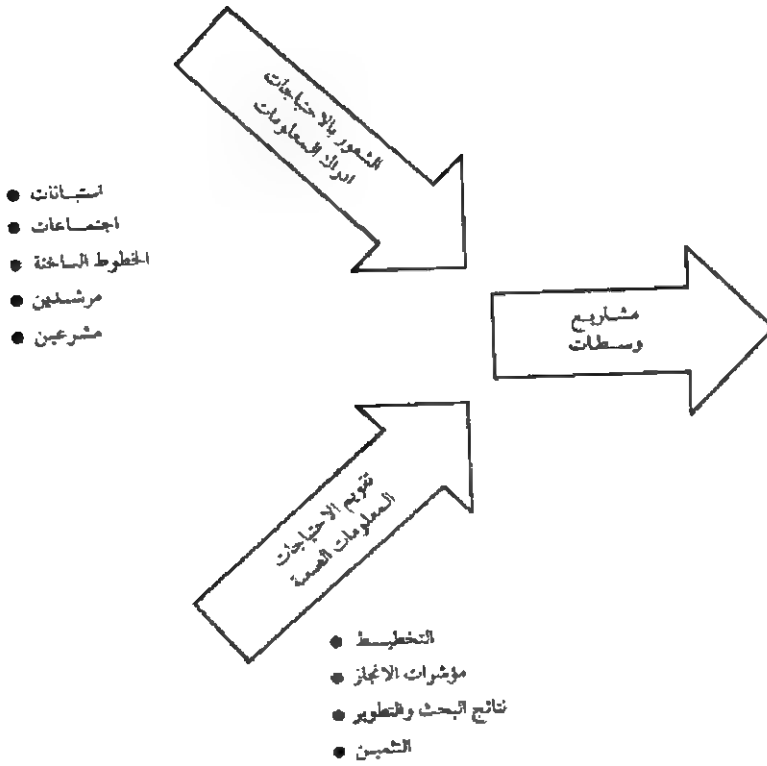 الشعور بالاحتياجات
ادراك المعلومات
استبانات
اجتماعات
الخطوط الساخنة
مرشدين
مشرعين
مشاريع
وسطات
تقويم الاحتياجات
المعلومات الصعبة
التخطيط
مؤشرات الانجاز
نتائج البحث والتطوير
التثمين